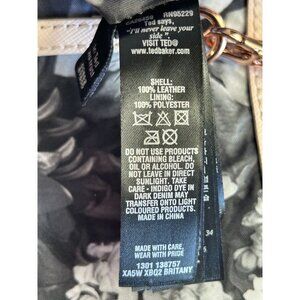 RN95229
Ted says,
"I'll never leave your
side"
VISIT TED@
www.tedbaker.com
SHELL:
100% LEATHER
LINING:
100% POLYESTER
DO NOT USE PRODUCTS
CONTAINING BLEACH,
OIL OR ALCOHOL. DO
NOT LEAVE IN DIRECT
SUNLIGHT. TAKE
CARE - INDIGO DYE IN
DARK DENIM MAY
TRANSFER ONTO LIGHT
COLOURED PRODUCTS.
MADE IN CHINA
34
MADE WITH CARE
WEAR WITH PRIDE
1301 138757
XA5W XBQ2 BRITANY